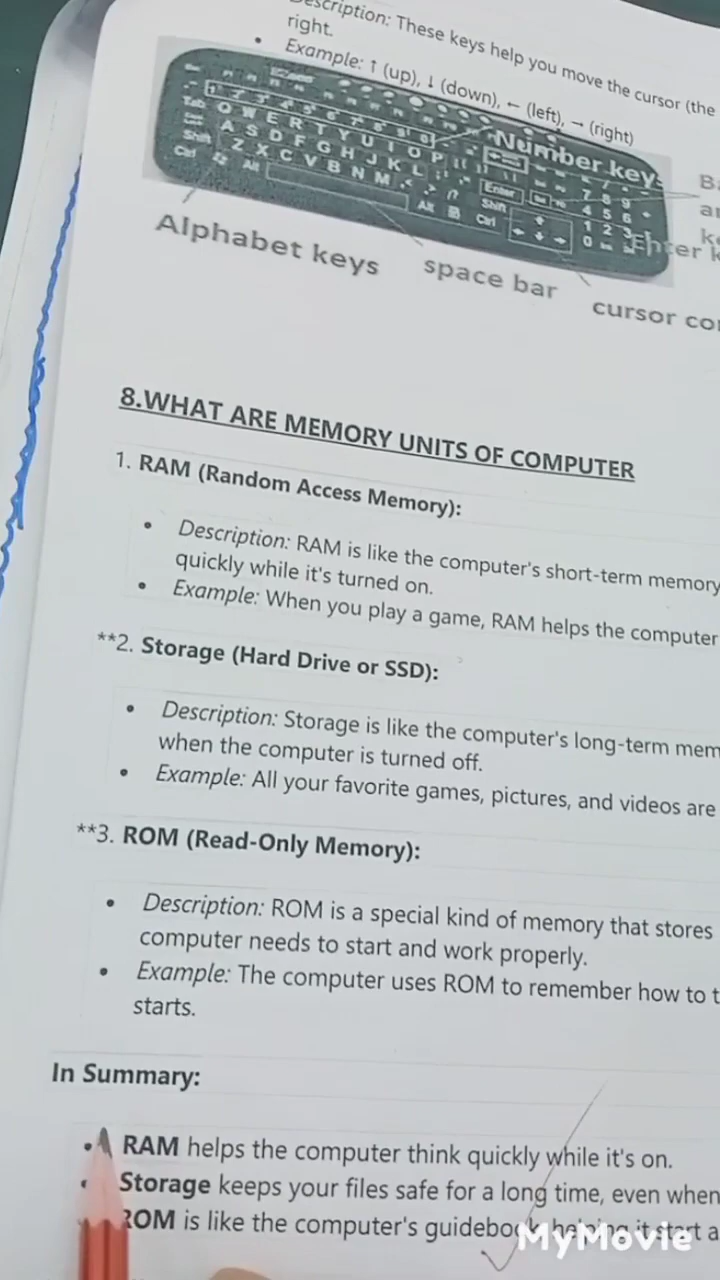 Description: These keys help you move the cursor (the
right.
• Example: ↑ (up), ↓ (down), ← (left), → (right)
Number keys
Enter k
Alphabet keys
space bar
cursor
8.WHAT ARE MEMORY UNITS OF COMPUTER
1. RAM (Random Access Memory):
• Description: RAM is like the computer's short-term memory
quickly while it's turned on.
• Example: When you play a game, RAM helps the computer
**2. Storage (Hard Drive or SSD):
• Description: Storage is like the computer's long-term mem
when the computer is turned off.
• Example: All your favorite games, pictures, and videos are
**3. ROM (Read-Only Memory):
• Description: ROM is a special kind of memory that stores
computer needs to start and work properly.
• Example: The computer uses ROM to remember how to t
starts.
In Summary:
• RAM helps the computer think quickly while it's on.
• Storage keeps your files safe for a long time, even when
ROM is like the computer's guidebook, helping it start a
MyMovie